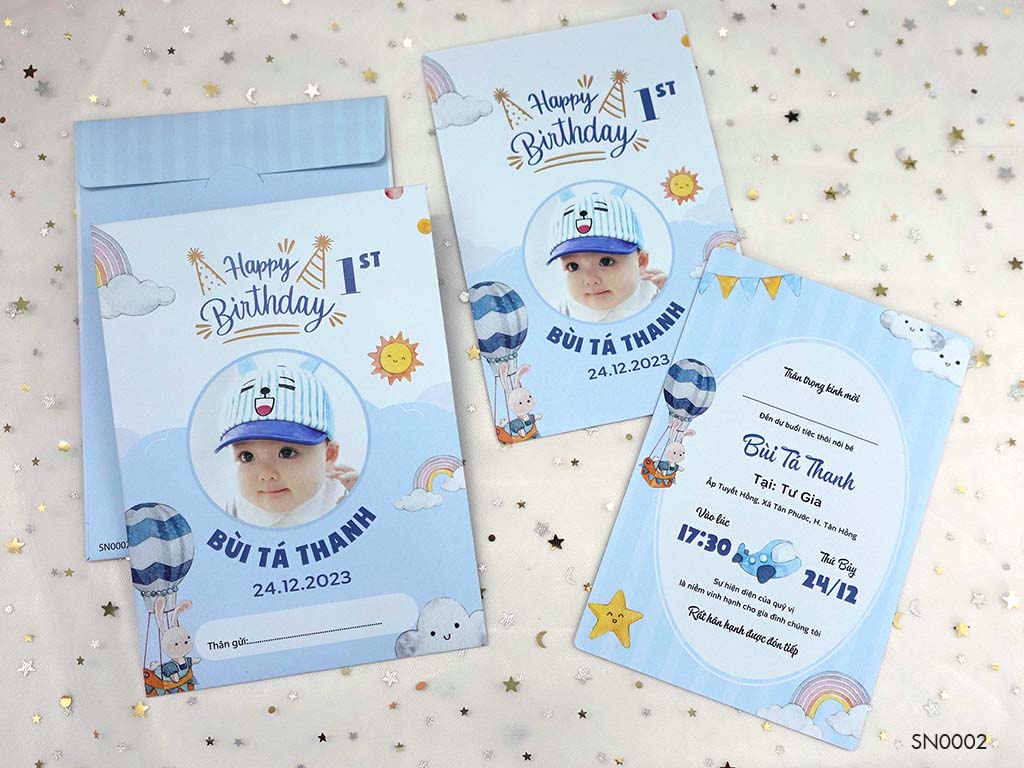 SN0002
Happy
Birthday
1ST
BÙI TÁ THANH
24.12.2023
Thân gửi:
Happy
Birthday
1ST
BÙI TÁ THANH
24.12.2023
Trân trọng kính mời
Đến dự buổi tiệc thôi nôi bé
Bùi Tá Thanh
Tại: Tư Gia
Ấp Tuyết Hồng, Xã Tân Phước, H. Tân Hồng
Vào lúc
17:30
Thứ Bảy
24/12
Sự hiện diện của quý vị
là niềm vinh hạnh cho gia đình chúng tôi
Rất hân hạnh được đón tiếp
SN0002